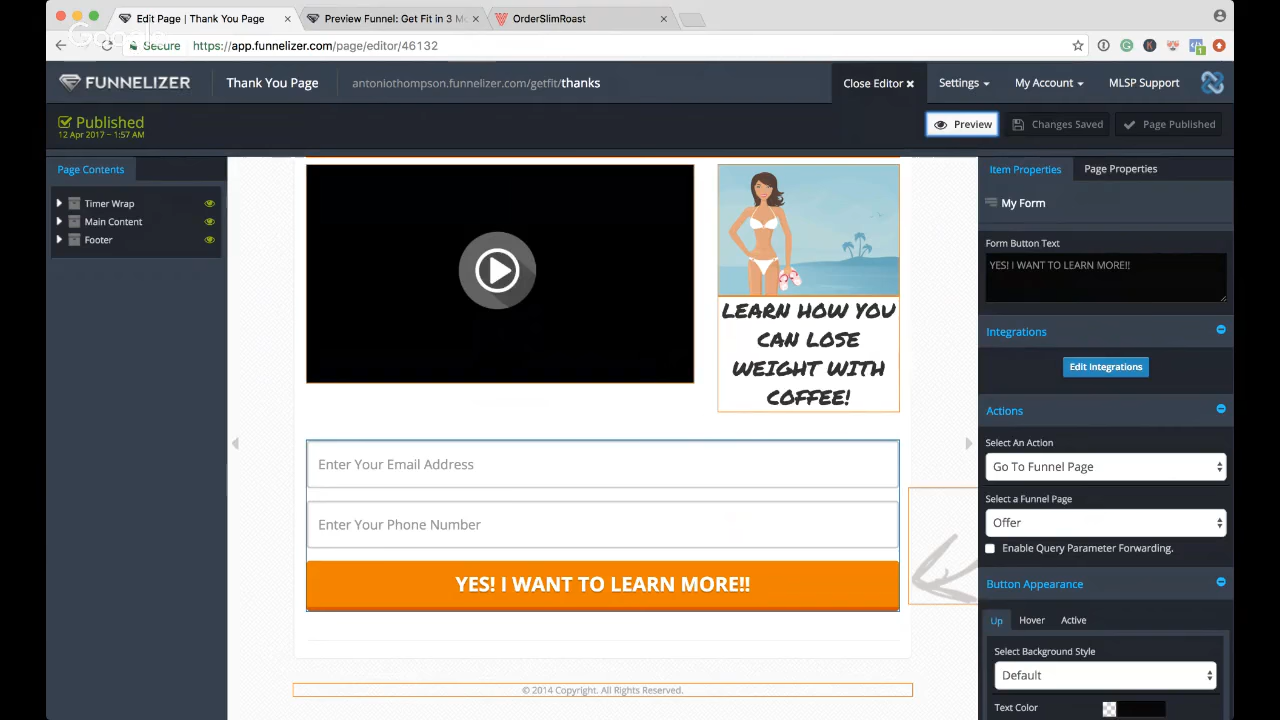 Edit Page | Thank You Page
Preview Funnel: Get Fit in 3 M
OrderSlimRoast
Google
Secure
https://app.funnelizer.com/page/editor/46132
FUNNELIZER
Thank You Page
antoniothompson.funnelizer.com/getfit/thanks
Close Editor ✖
Settings
My Account
MLSP Support
Published
12 Apr 2017 – 1:57 AM
Preview
Changes Saved
Page Published
Page Contents
Timer Wrap
Main Content
Footer
LEARN HOW YOU
CAN LOSE
WEIGHT WITH
COFFEE!
Enter Your Email Address
Enter Your Phone Number
YES! I WANT TO LEARN MORE!!
© 2014 Copyright. All Rights Reserved.
Item Properties
Page Properties
My Form
Form Button Text
YES! I WANT TO LEARN MORE!!
Integrations
Edit Integrations
Actions
Select An Action
Go To Funnel Page
Select a Funnel Page
Offer
Enable Query Parameter Forwarding.
Button Appearance
Up
Hover
Active
Select Background Style
Default
Text Color